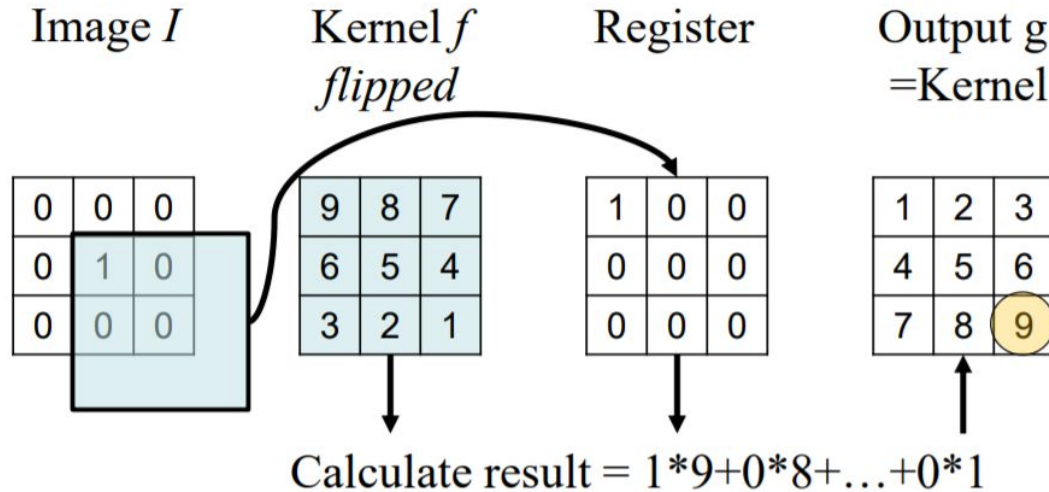 Image I
Kernel f
flipped
Register
Output g
=Kernel
0 0 0
0 1 0
0 0 0
9 8 7
6 5 4
3 2 1
1 0 0
0 0 0
0 0 0
1 2 3
4 5 6
7 8 9
Calculate result = 1*9+0*8+…+0*1